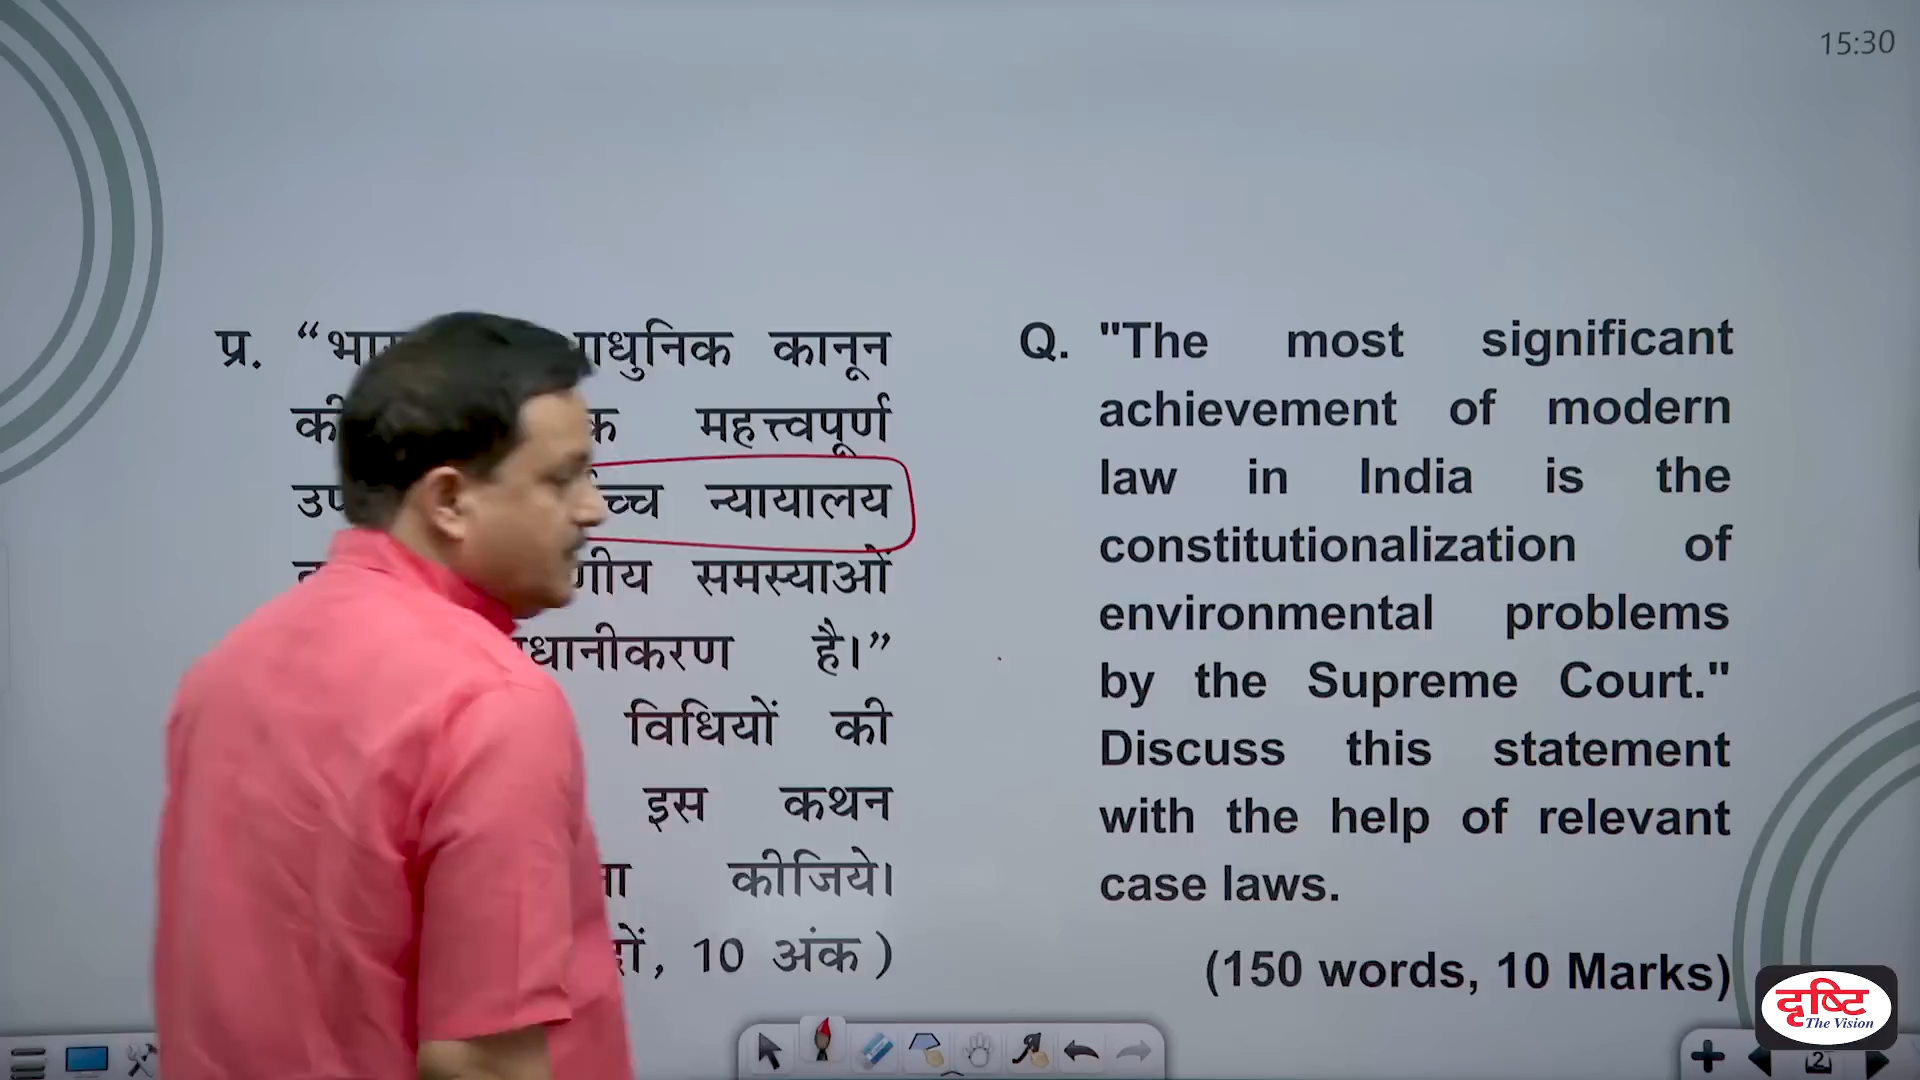 15:30
प्र. “ आधुनिक कानून
की महत्त्वपूर्ण
न्यायालय
समस्याओं
है।”
विधियों की
इस कथन
कीजिये।
10 अंक )
Q. "The most significant
achievement of modern
law in India is the
constitutionalization of
environmental problems
by the Supreme Court."
Discuss this statement
with the help of relevant
case laws.
(150 words, 10 Marks)
दृष्टि
The Vision
2